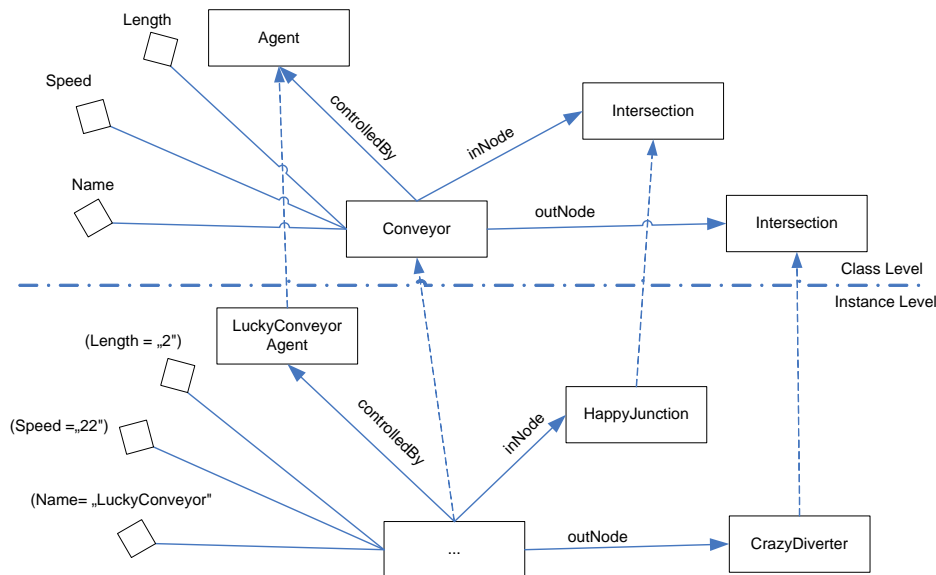 Length
Agent
Speed
controlledBy
inNode
Intersection
Name
Conveyor
outNode
Intersection
Class Level
Instance Level
LuckyConveyor
Agent
(Length = „2")
controlledBy
inNode
HappyJunction
(Speed =„22")
(Name= „LuckyConveyor"
...
outNode
CrazyDiverter